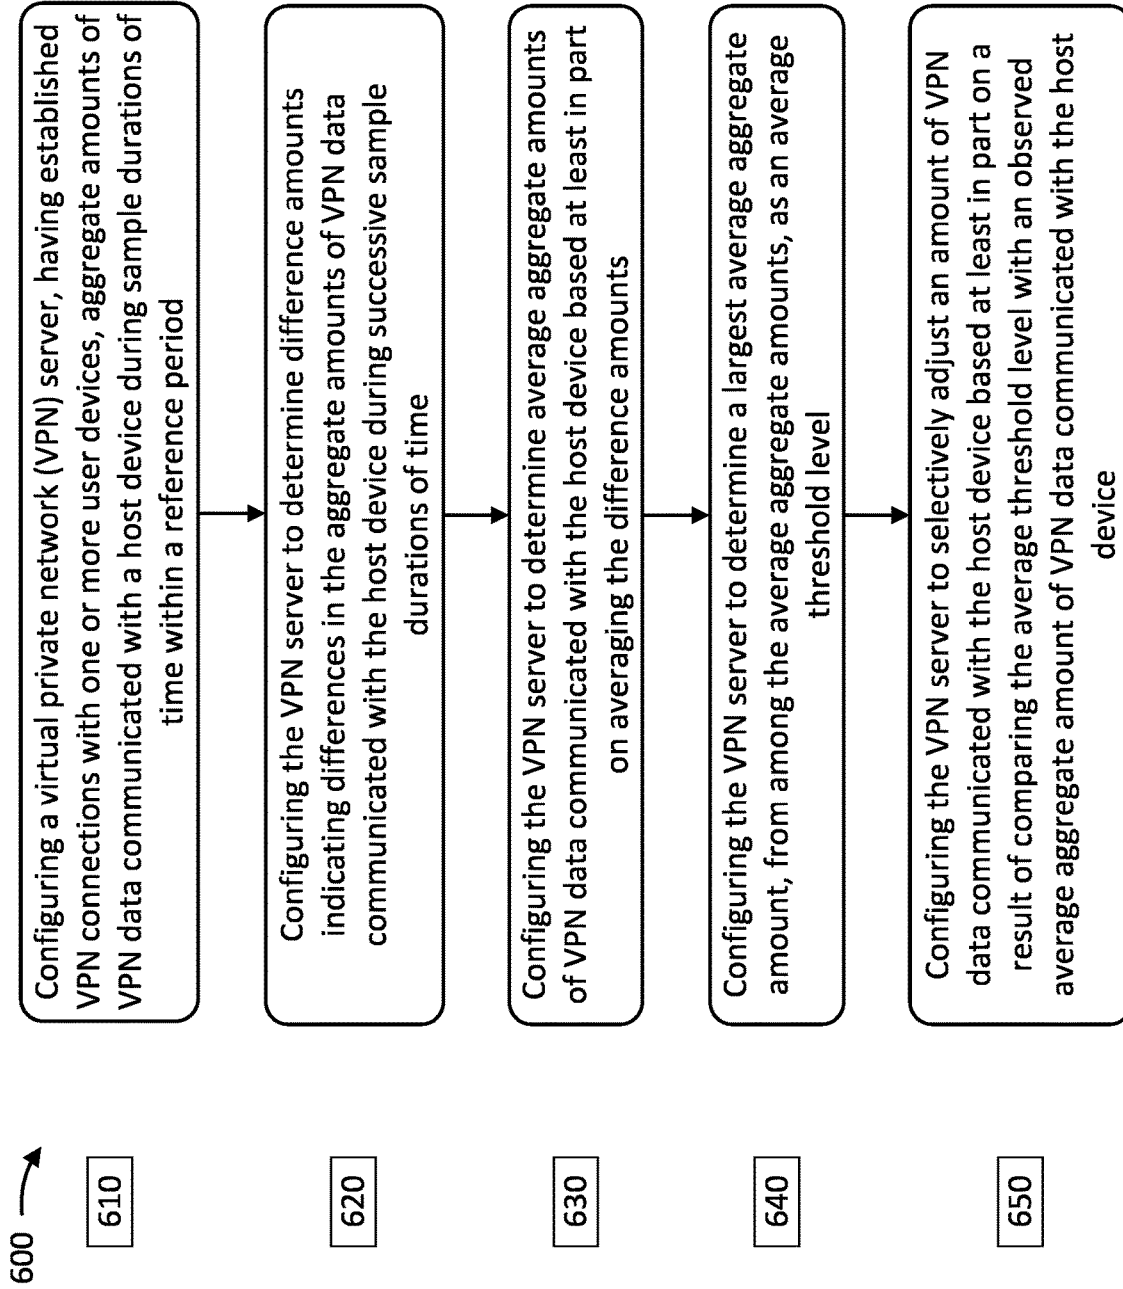 600
610
Configuring a virtual private network (VPN) server, having established
VPN connections with one or more user devices, aggregate amounts of
VPN data communicated with a host device during sample durations of
time within a reference period
620
Configuring the VPN server to determine difference amounts
indicating differences in the aggregate amounts of VPN data
communicated with the host device during successive sample
durations of time
630
Configuring the VPN server to determine average aggregate amounts
of VPN data communicated with the host device based at least in part
on averaging the difference amounts
640
Configuring the VPN server to determine a largest average aggregate
amount, from among the average aggregate amounts, as an average
threshold level
650
Configuring the VPN server to selectively adjust an amount of VPN
data communicated with the host device based at least in part on a
result of comparing the average threshold level with an observed
average aggregate amount of VPN data communicated with the host
device